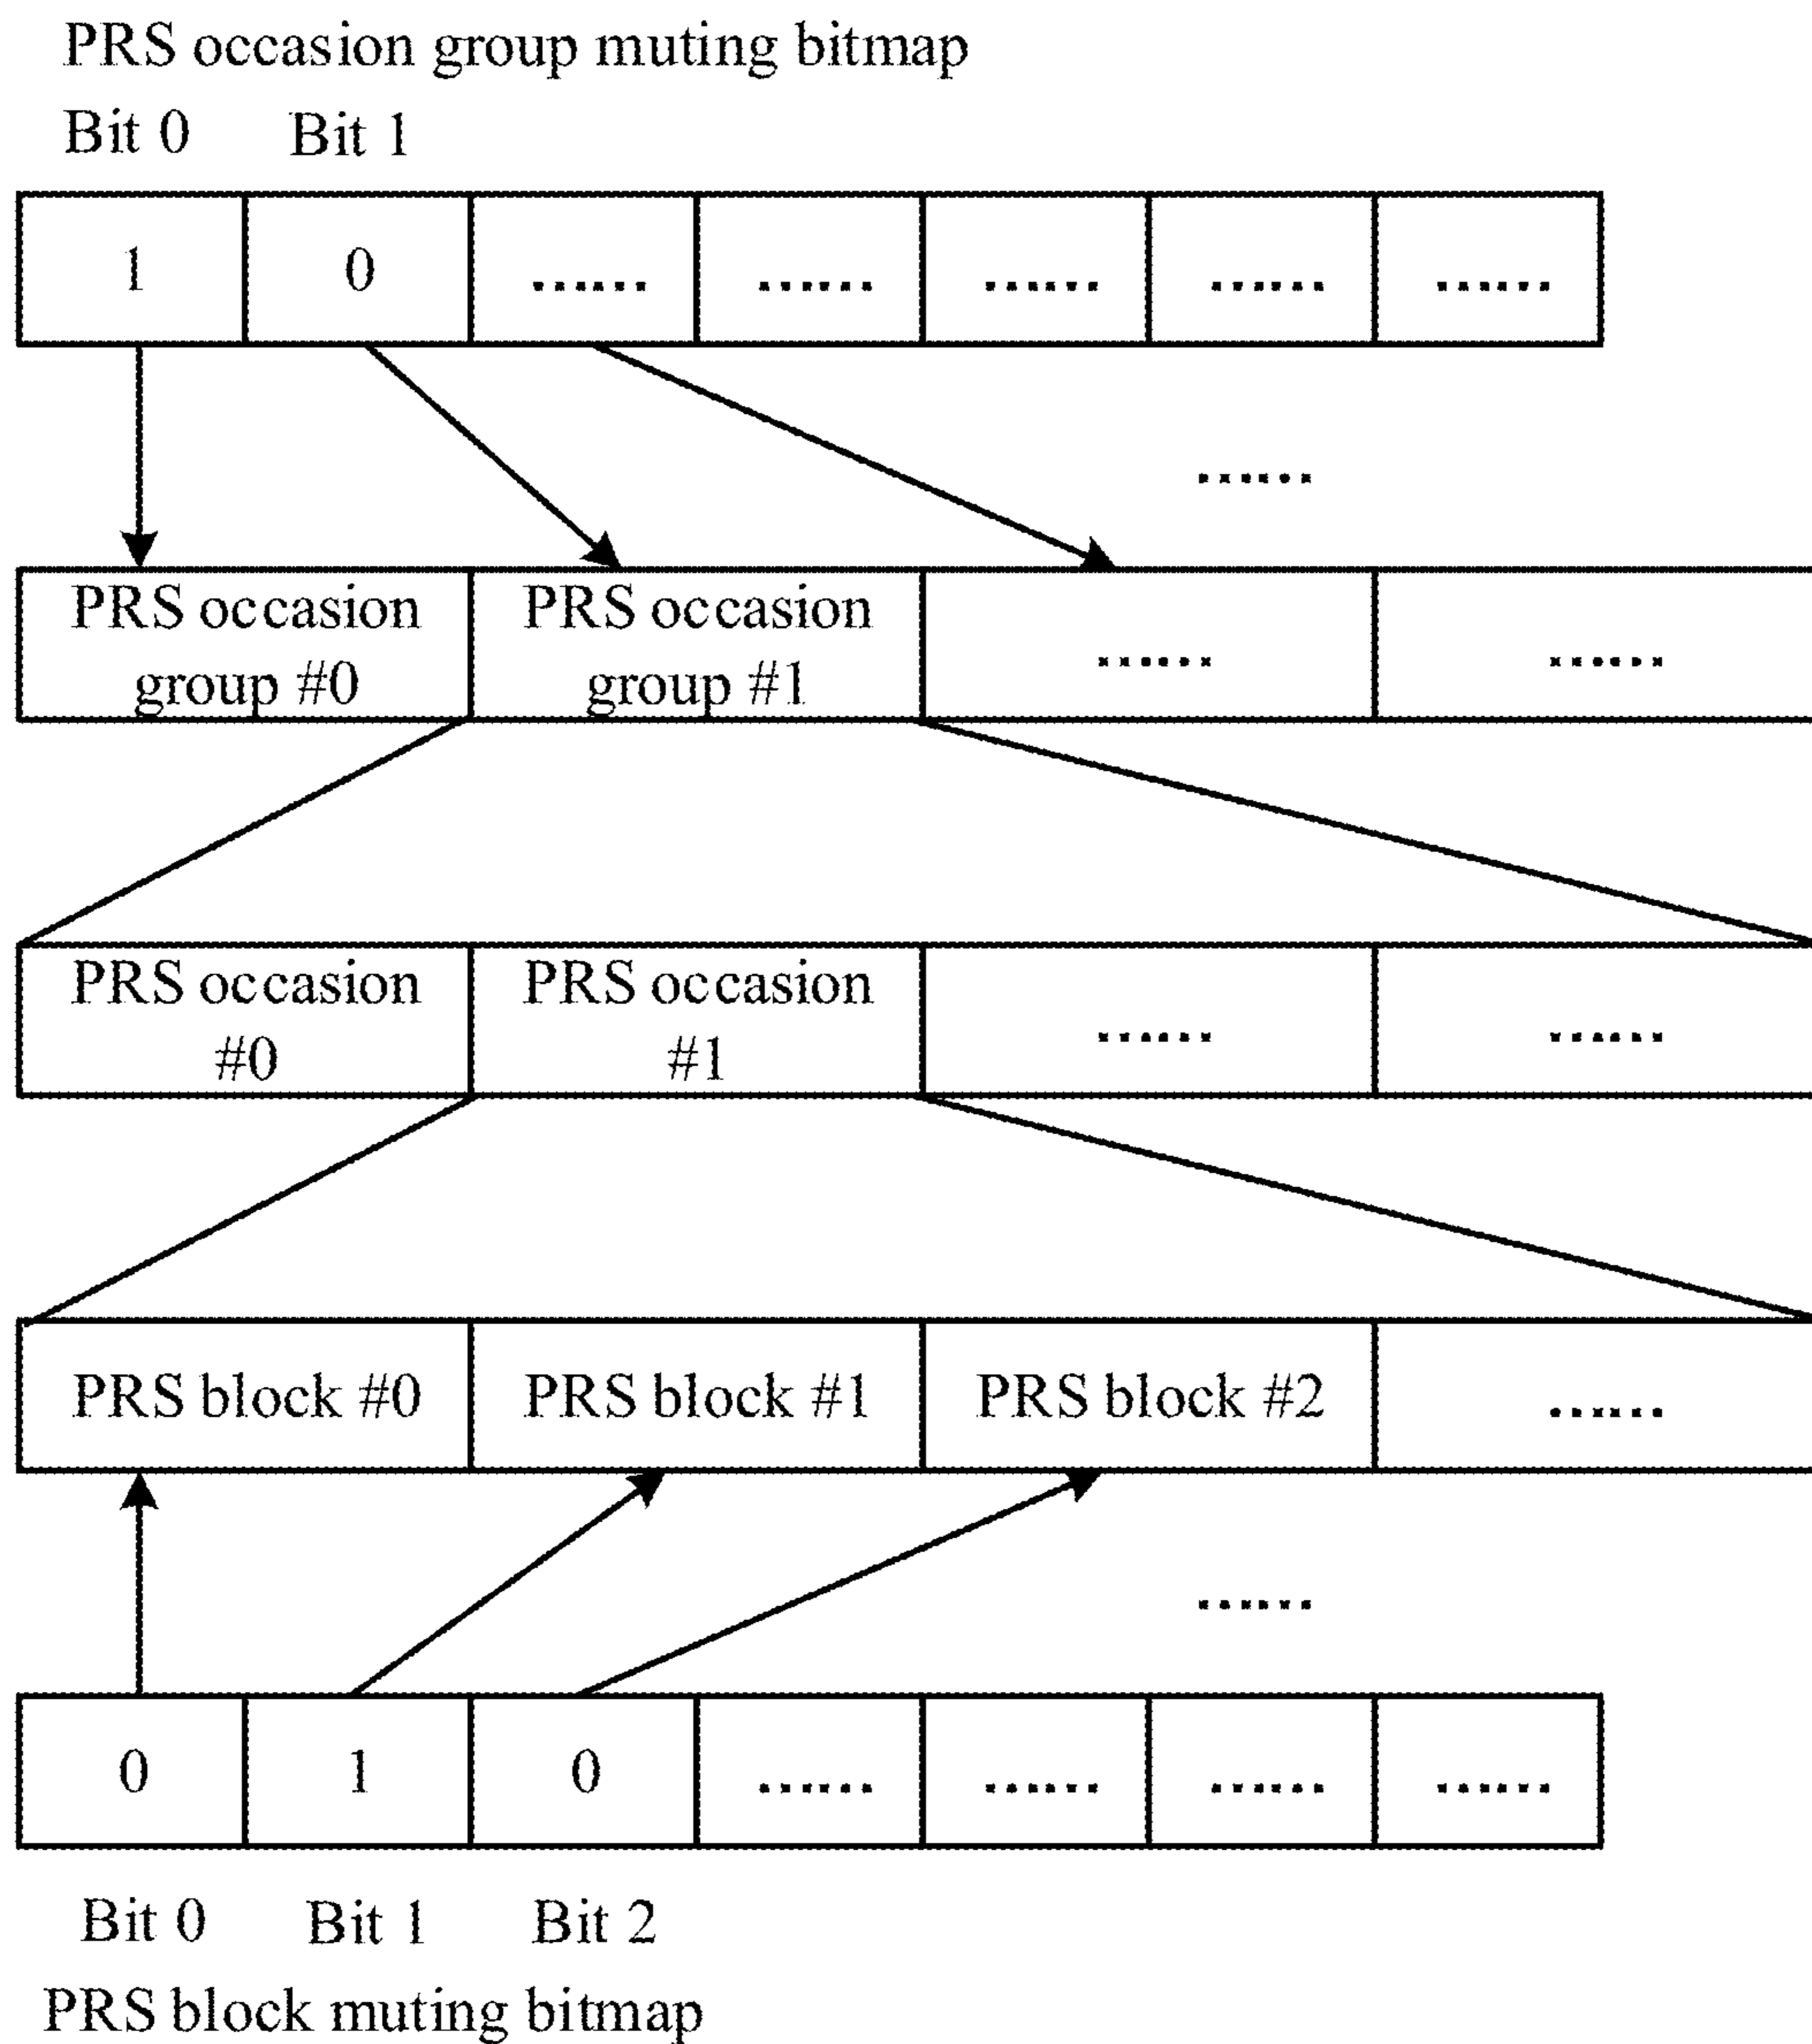 PRS occasion group muting bitmap
Bit 0 Bit 1
1 0 ...... ...... ...... ...... ......
......
PRS occasion group #0 PRS occasion group #1 ...... ......
PRS occasion #0 PRS occasion #1 ...... ......
PRS block #0 PRS block #1 PRS block #2 ......
......
0 1 0 ...... ...... ...... ......
Bit 0 Bit 1 Bit 2
PRS block muting bitmap